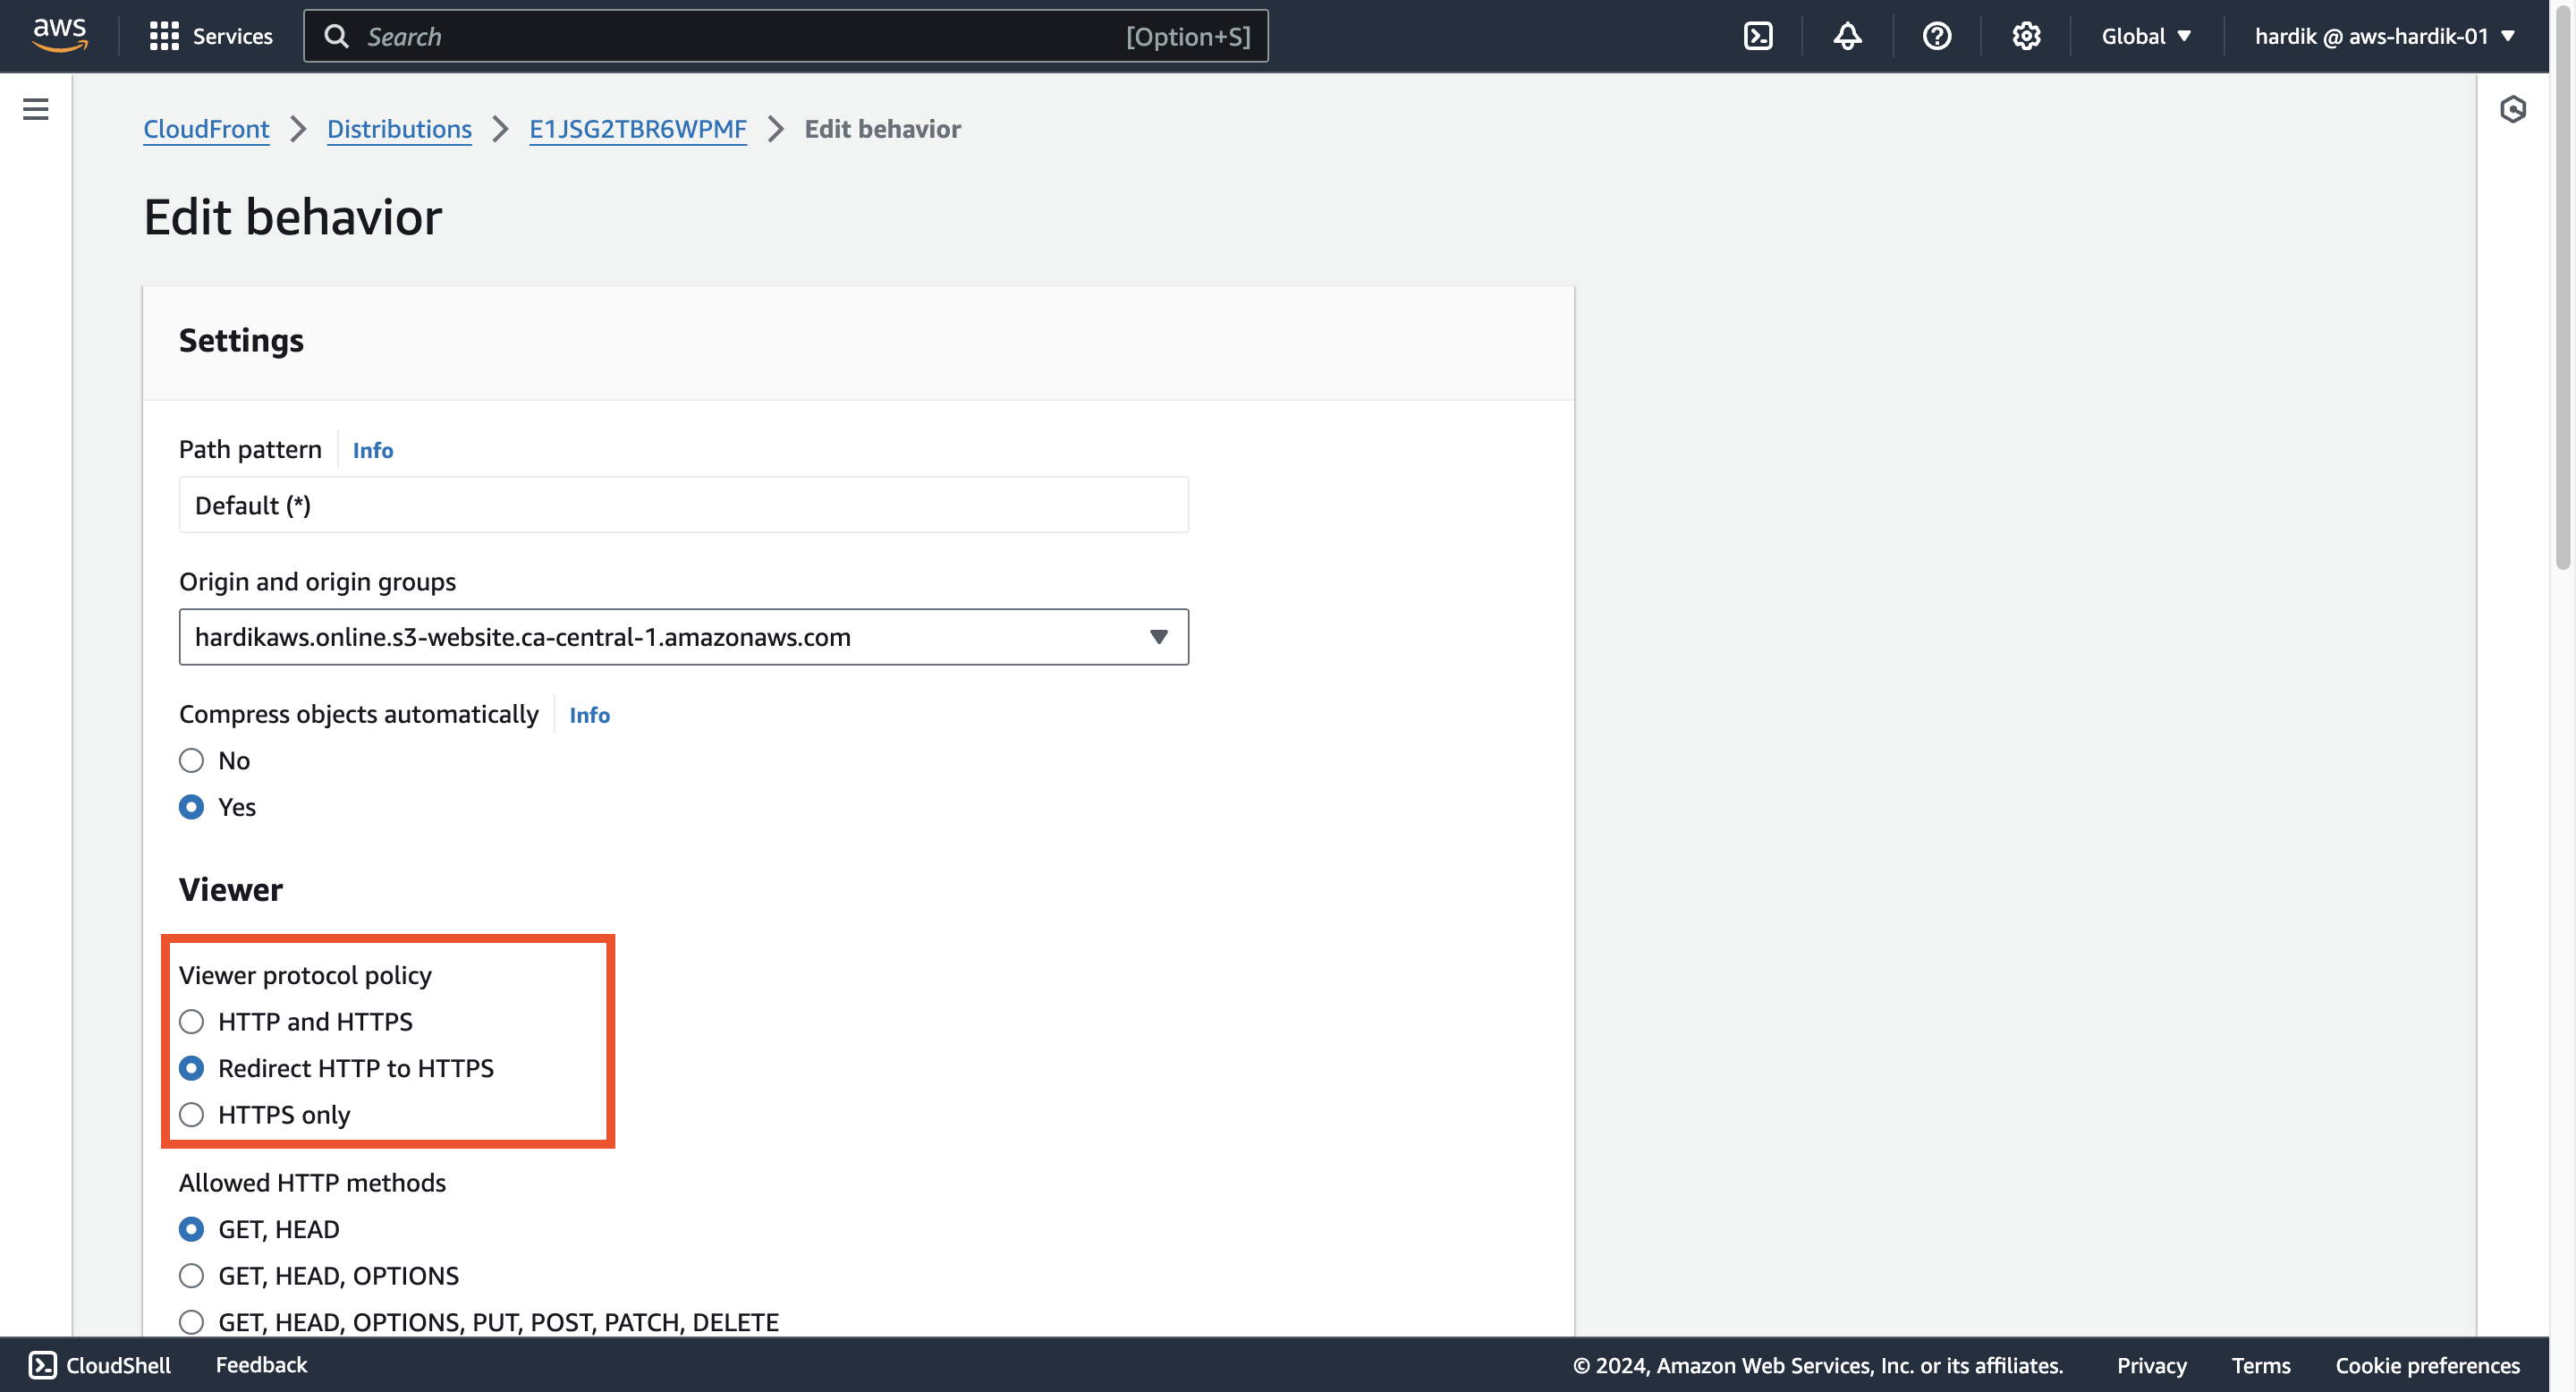 aws Services Search [Option+S] Global hardik @ aws-hardik-01
CloudFront Distributions E1JSG2TBR6WPMF Edit behavior
Edit behavior
Settings
Path pattern Info
Default (*)
Origin and origin groups
hardikaws.online.s3-website.ca-central-1.amazonaws.com
Compress objects automatically Info
No
Yes
Viewer
Viewer protocol policy
HTTP and HTTPS
Redirect HTTP to HTTPS
HTTPS only
Allowed HTTP methods
GET, HEAD
GET, HEAD, OPTIONS
GET, HEAD, OPTIONS, PUT, POST, PATCH, DELETE
CloudShell Feedback © 2024, Amazon Web Services, Inc. or its affiliates. Privacy Terms Cookie preferences